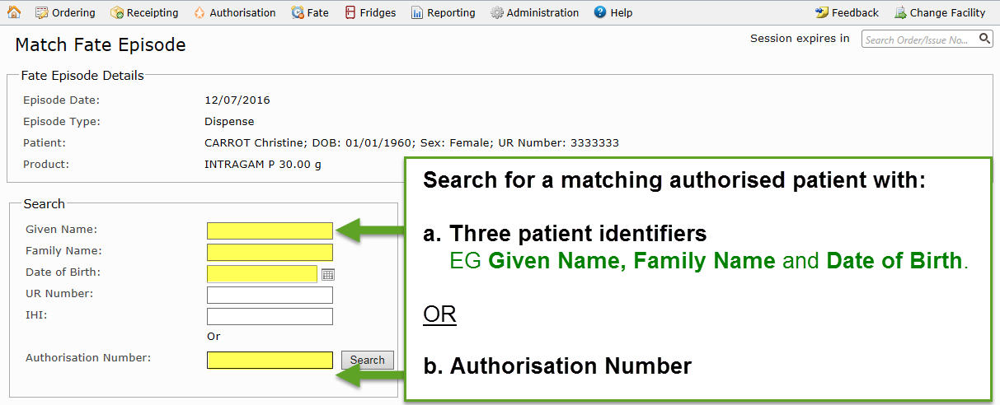 Ordering Receipting Authorisation Fate Fridges Reporting Administration Help Feedback Change Facility
Match Fate Episode
Session expires in Search Order/Issue No...
Fate Episode Details
Episode Date: 12/07/2016
Episode Type: Dispense
Patient: CARROT Christine; DOB: 01/01/1960; Sex: Female; UR Number: 3333333
Product: INTRAGAM P 30.00 g
Search
Given Name:
Family Name:
Date of Birth:
UR Number:
IHI:
Or
Authorisation Number: Search
Search for a matching authorised patient with:
a. Three patient identifiers
EG Given Name, Family Name and Date of Birth.
OR
b. Authorisation Number